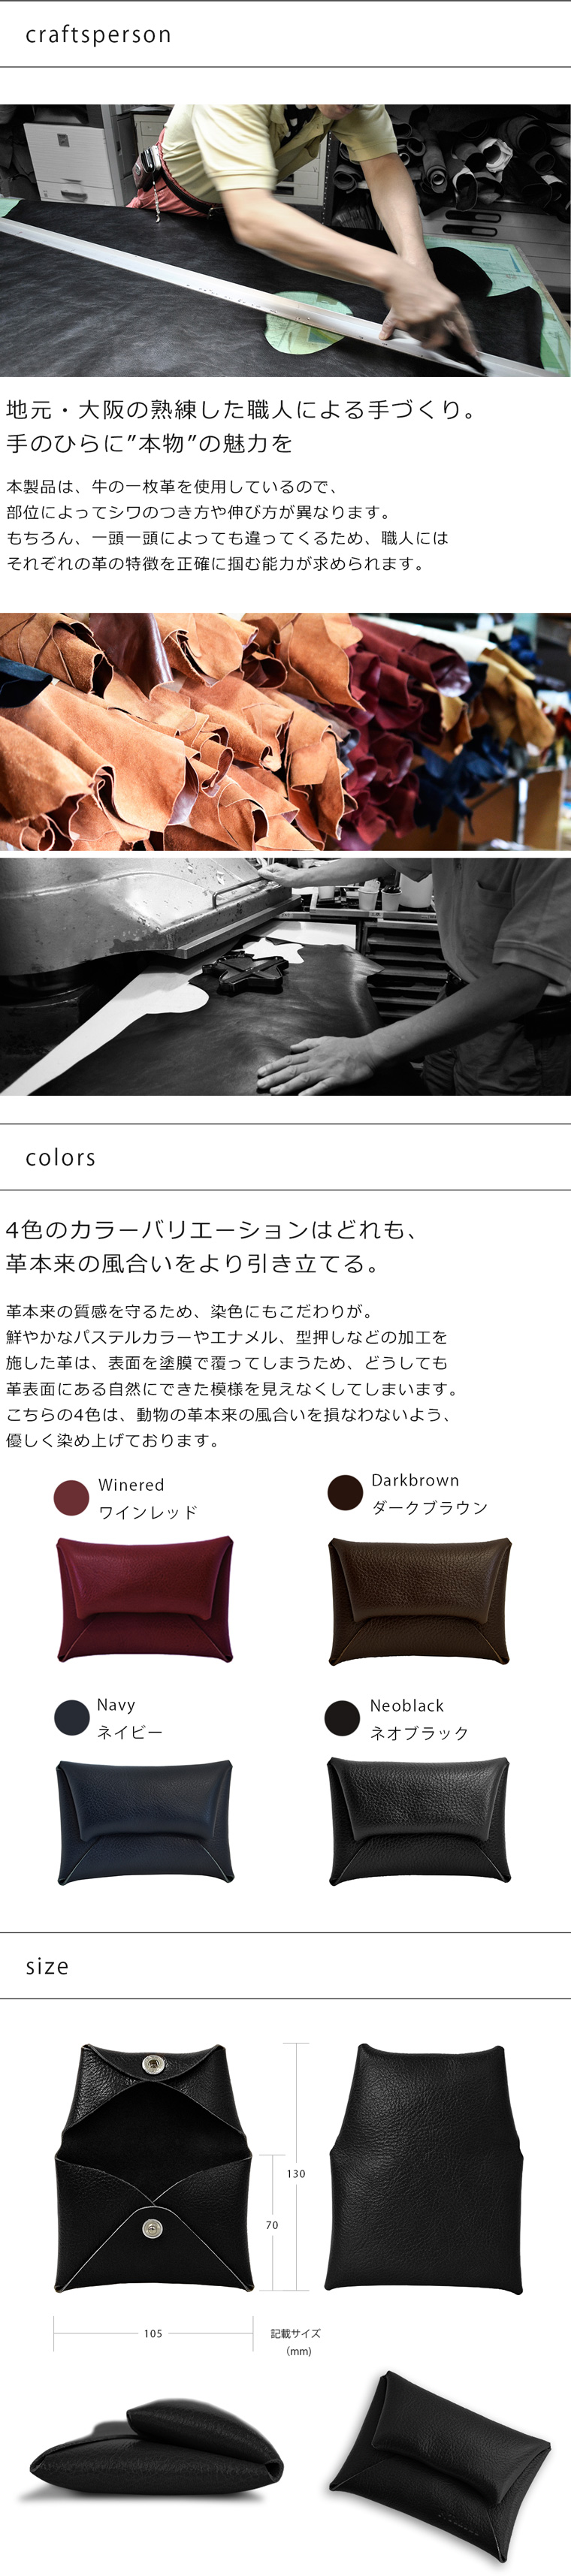 craftsperson
地元・大阪の熟練した職人による手づくり。
手のひらに”本物”の魅力を
本製品は、牛の一枚革を使用しているので、
部位によってシワのつき方や伸び方が異なります。
もちろん、一頭一頭によっても違ってくるため、職人には
それぞれの革の特徴を正確に掴む能力が求められます。
colors
4色のカラーバリエーションはどれも、
革本来の風合いをより引き立てる。
革本来の質感を守るため、染色にもこだわりが。
鮮やかなパステルカラーやエナメル、型押しなどの加工を
施した革は、表面を塗膜で覆ってしまうため、どうしても
革表面にある自然にできた模様を見えなくしてしまいます。
こちらの4色は、動物の革本来の風合いを損なわないよう、
優しく染め上げております。
Winered
ワインレッド
Darkbrown
ダークブラウン
Navy
ネイビー
Neoblack
ネオブラック
size
130
70
105
記載サイズ
(mm)